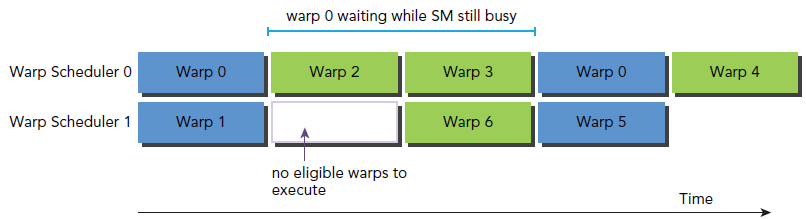 warp 0 waiting while SM still busy
Warp Scheduler 0 Warp 0 Warp 2 Warp 3 Warp 0 Warp 4
Warp Scheduler 1 Warp 1 Warp 6 Warp 5
no eligible warps to
execute
Time